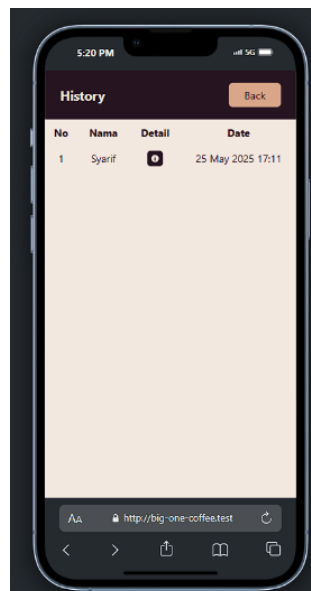 5:20 PM 5G
History Back
No Nama Detail Date
1 Syarif 25 May 2025 17:11
AA http://big-one-coffee.test